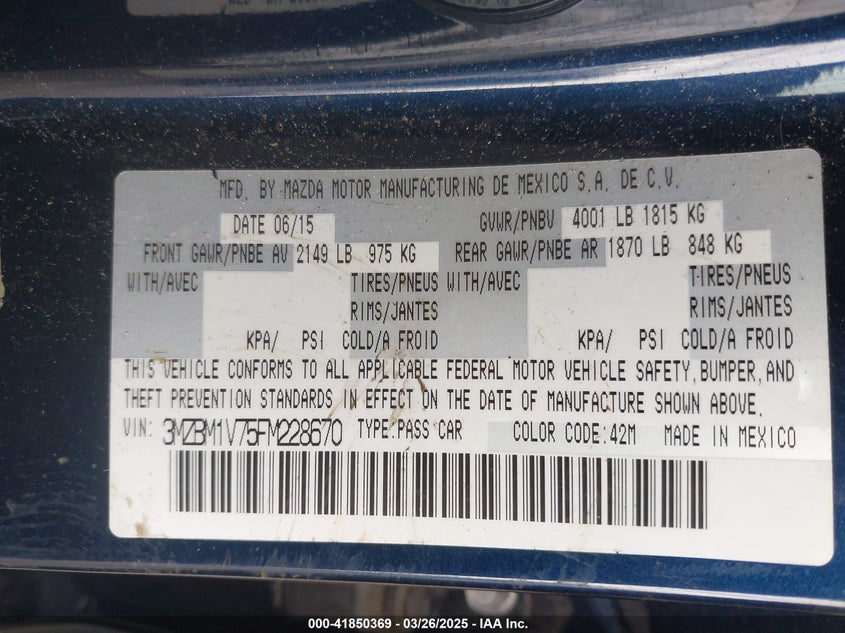 MFD. BY MAZDA MOTOR MANUFACTURING DE MEXICO S.A. DE C.V.
DATE 06/15 GVWR/PNBV 4001 LB 1815 KG
FRONT GAWR/PNBE AV 2149 LB 975 KG REAR GAWR/PNBE AR 1870 LB 848 KG
WITH/AVEC TIRES/PNEUS WITH/AVEC TIRES/PNEUS
RIMS/JANTES RIMS/JANTES
KPA/ PSI COLD/A FROID KPA/ PSI COLD/A FROID
THIS VEHICLE CONFORMS TO ALL APPLICABLE FEDERAL MOTOR VEHICLE SAFETY, BUMPER, AND
THEFT PREVENTION STANDARDS IN EFFECT ON THE DATE OF MANUFACTURE SHOWN ABOVE.
VIN: 3MZBM1V75FM228670 TYPE:PASS CAR COLOR CODE:42M MADE IN MEXICO
000-41850369 | 03/26/2025 | IAA, Inc.